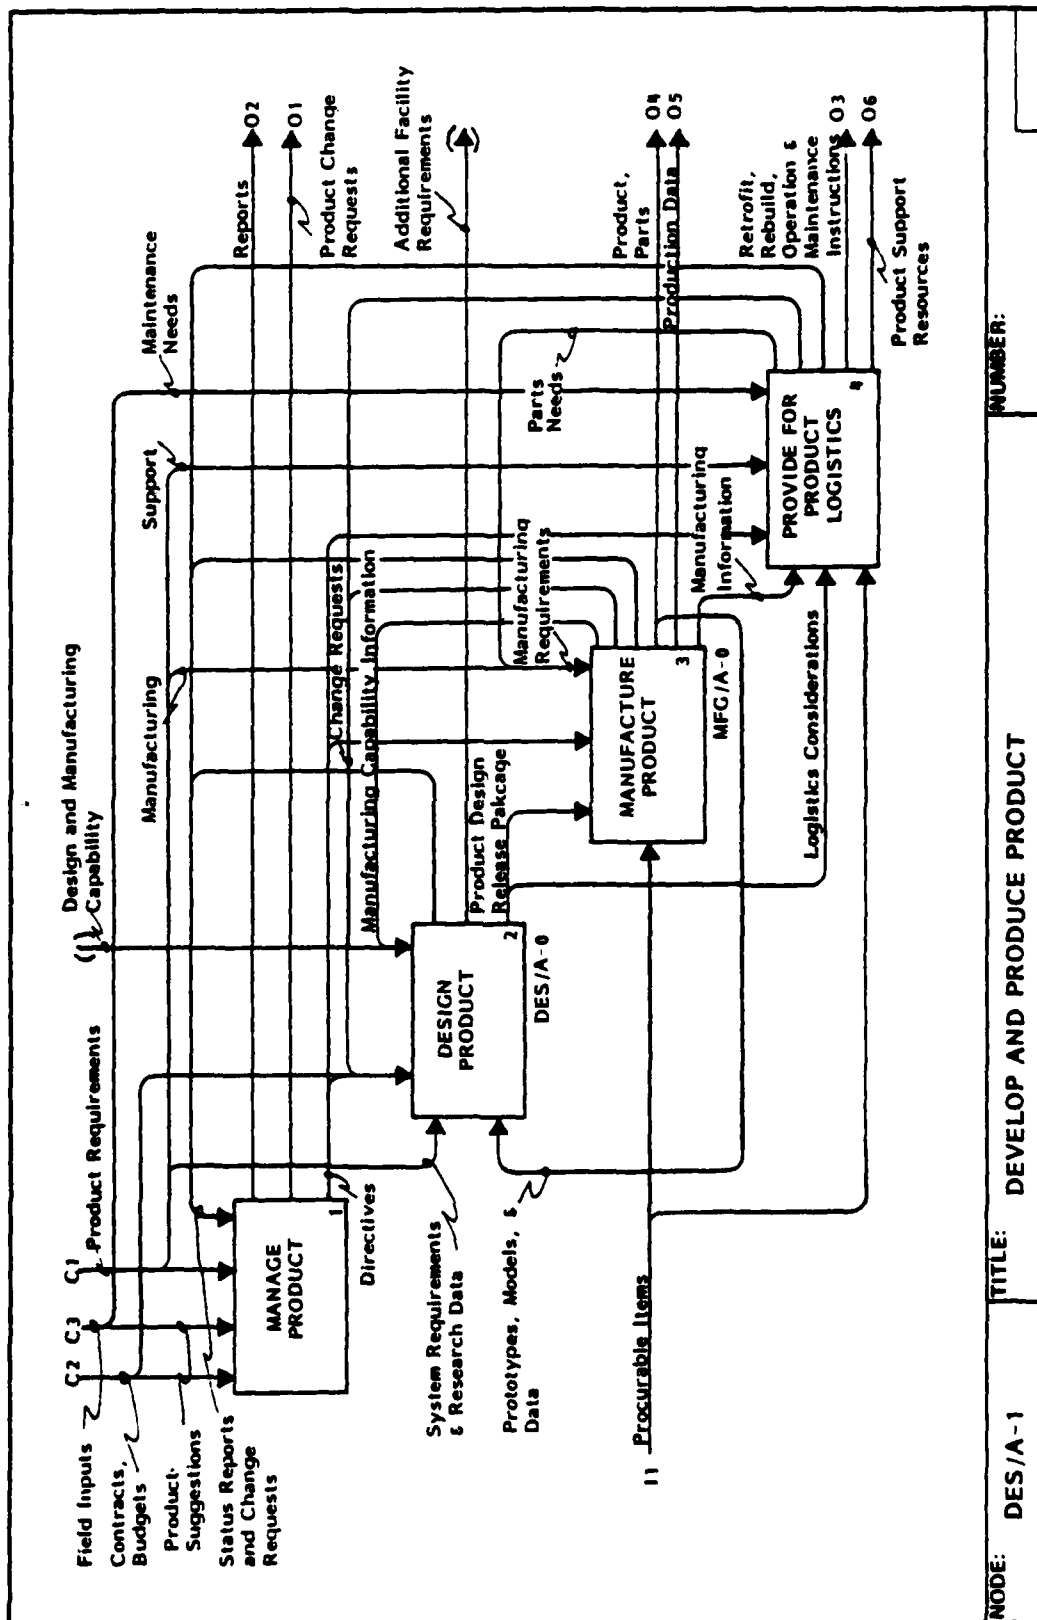 C2
C3
C1
Field Inputs
Contracts,
Budgets
Product
Suggestions
Status Reports
and Change
Requests
Product Requirements
Design and Manufacturing
Capability
( )
Manufacturing
Support
Maintenance
Needs
Reports
O2
O1
Product Change
Requests
MANAGE
PRODUCT
1
Directives
Change Requests
Manufacturing Capability Information
Additional Facility
Requirements
( )
System Requirements
& Research Data
Prototypes, Models, &
Data
DESIGN
PRODUCT
2
DES/A-0
Product Design
Release Pakcage
Manufacturing
Requirements
Parts
Needs
Product,
Parts
O4
Production Data
O5
I1
Procurable Items
MANUFACTURE
PRODUCT
3
MFG/A-0
Manufacturing
Information
Logistics Considerations
PROVIDE FOR
PRODUCT
LOGISTICS
4
Retrofit,
Rebuild,
Operation &
Maintenance
Instructions
O3
O6
Product Support
Resources
NODE:
DES/A-1
TITLE:
DEVELOP AND PRODUCE PRODUCT
NUMBER: